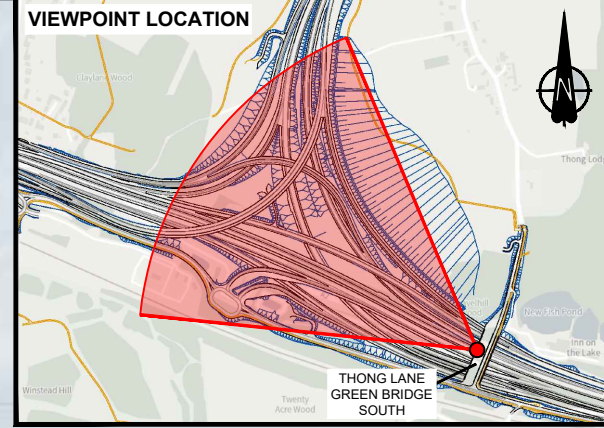 VIEWPOINT LOCATION
Claylane Wood
N
Thong Lodg
New Fish Pond
Inn on
the Lake
THONG LANE
GREEN BRIDGE
SOUTH
Winstead Hill
Twenty
Acre Wood